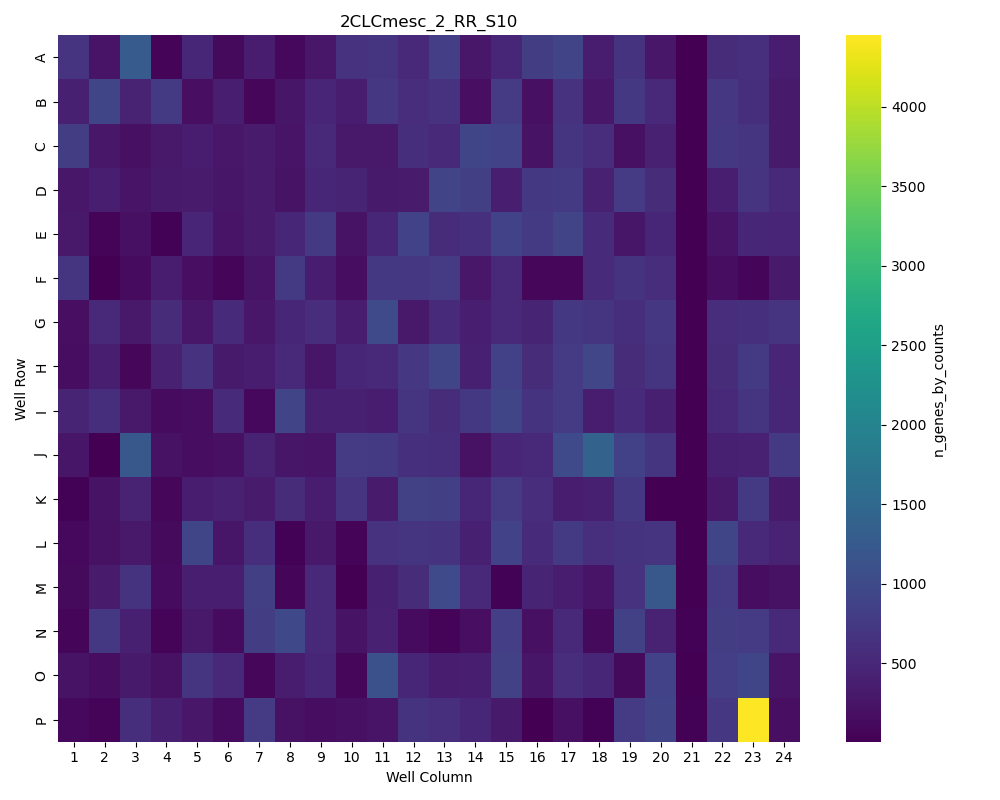 2CLCmesc_2_RR_S10
A
B
C
D
E
F
G
H
I
J
K
L
M
N
O
P
Well Row
1 2 3 4 5 6 7 8 9 10 11 12 13 14 15 16 17 18 19 20 21 22 23 24
Well Column
4000
3500
3000
2500
2000
1500
1000
500
n_genes_by_counts